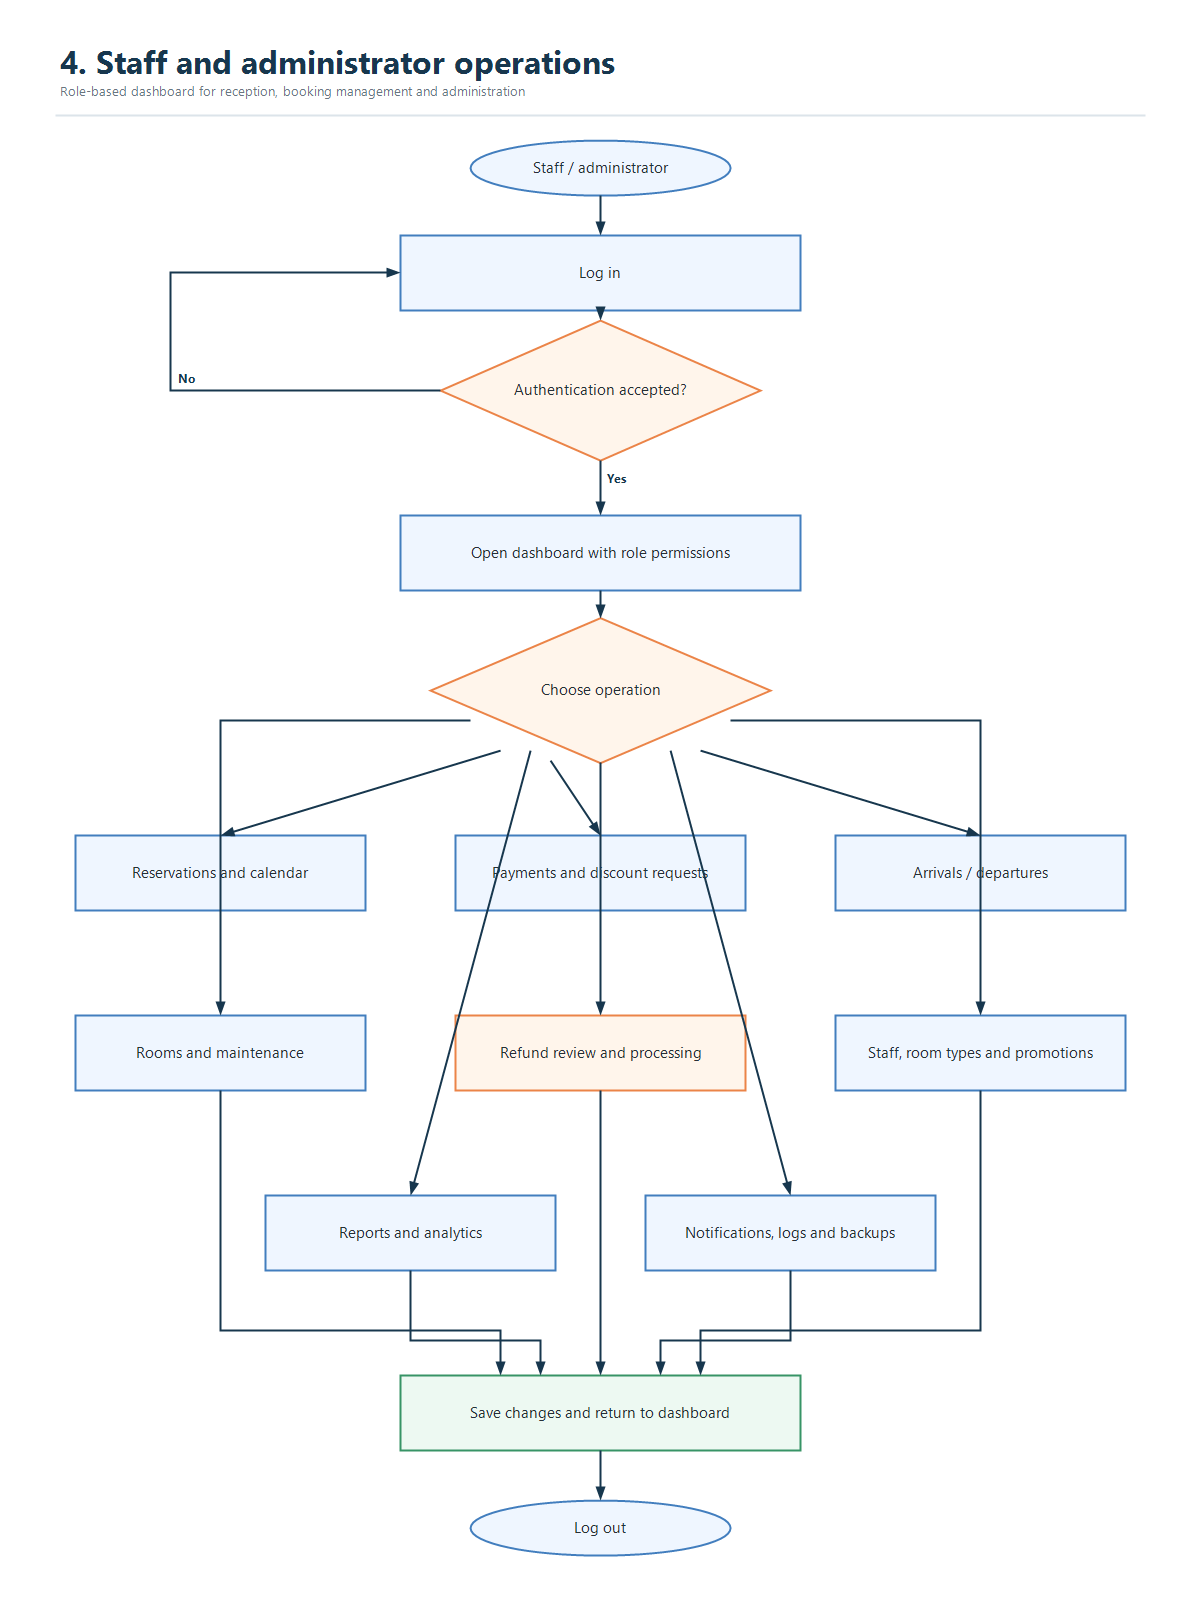 4. Staff and administrator operations
Role-based dashboard for reception, booking management and administration
Staff / administrator
Log in
Authentication accepted?
No
Yes
Open dashboard with role permissions
Choose operation
Reservations and calendar
Payments and discount requests
Arrivals / departures
Rooms and maintenance
Refund review and processing
Staff, room types and promotions
Reports and analytics
Notifications, logs and backups
Save changes and return to dashboard
Log out